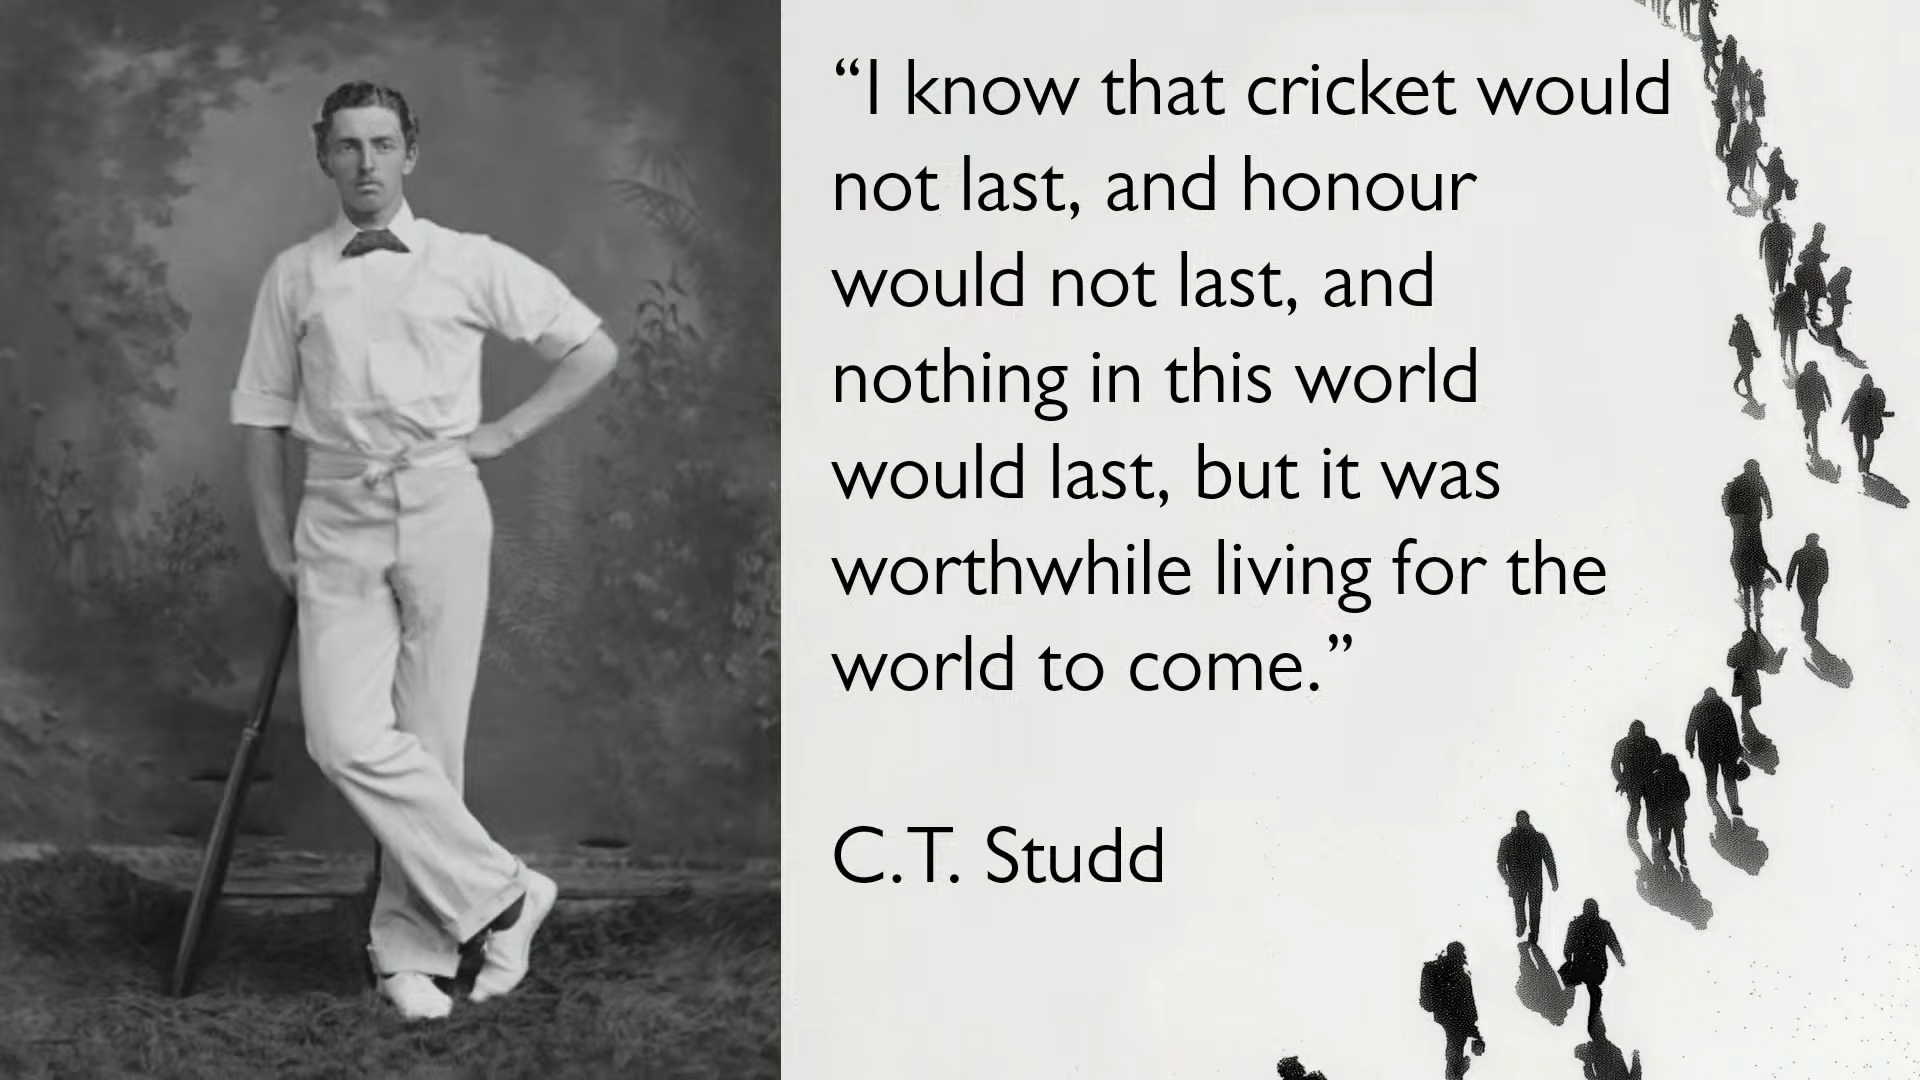 “I know that cricket would
not last, and honour
would not last, and
nothing in this world
would last, but it was
worthwhile living for the
world to come.”
C.T. Studd